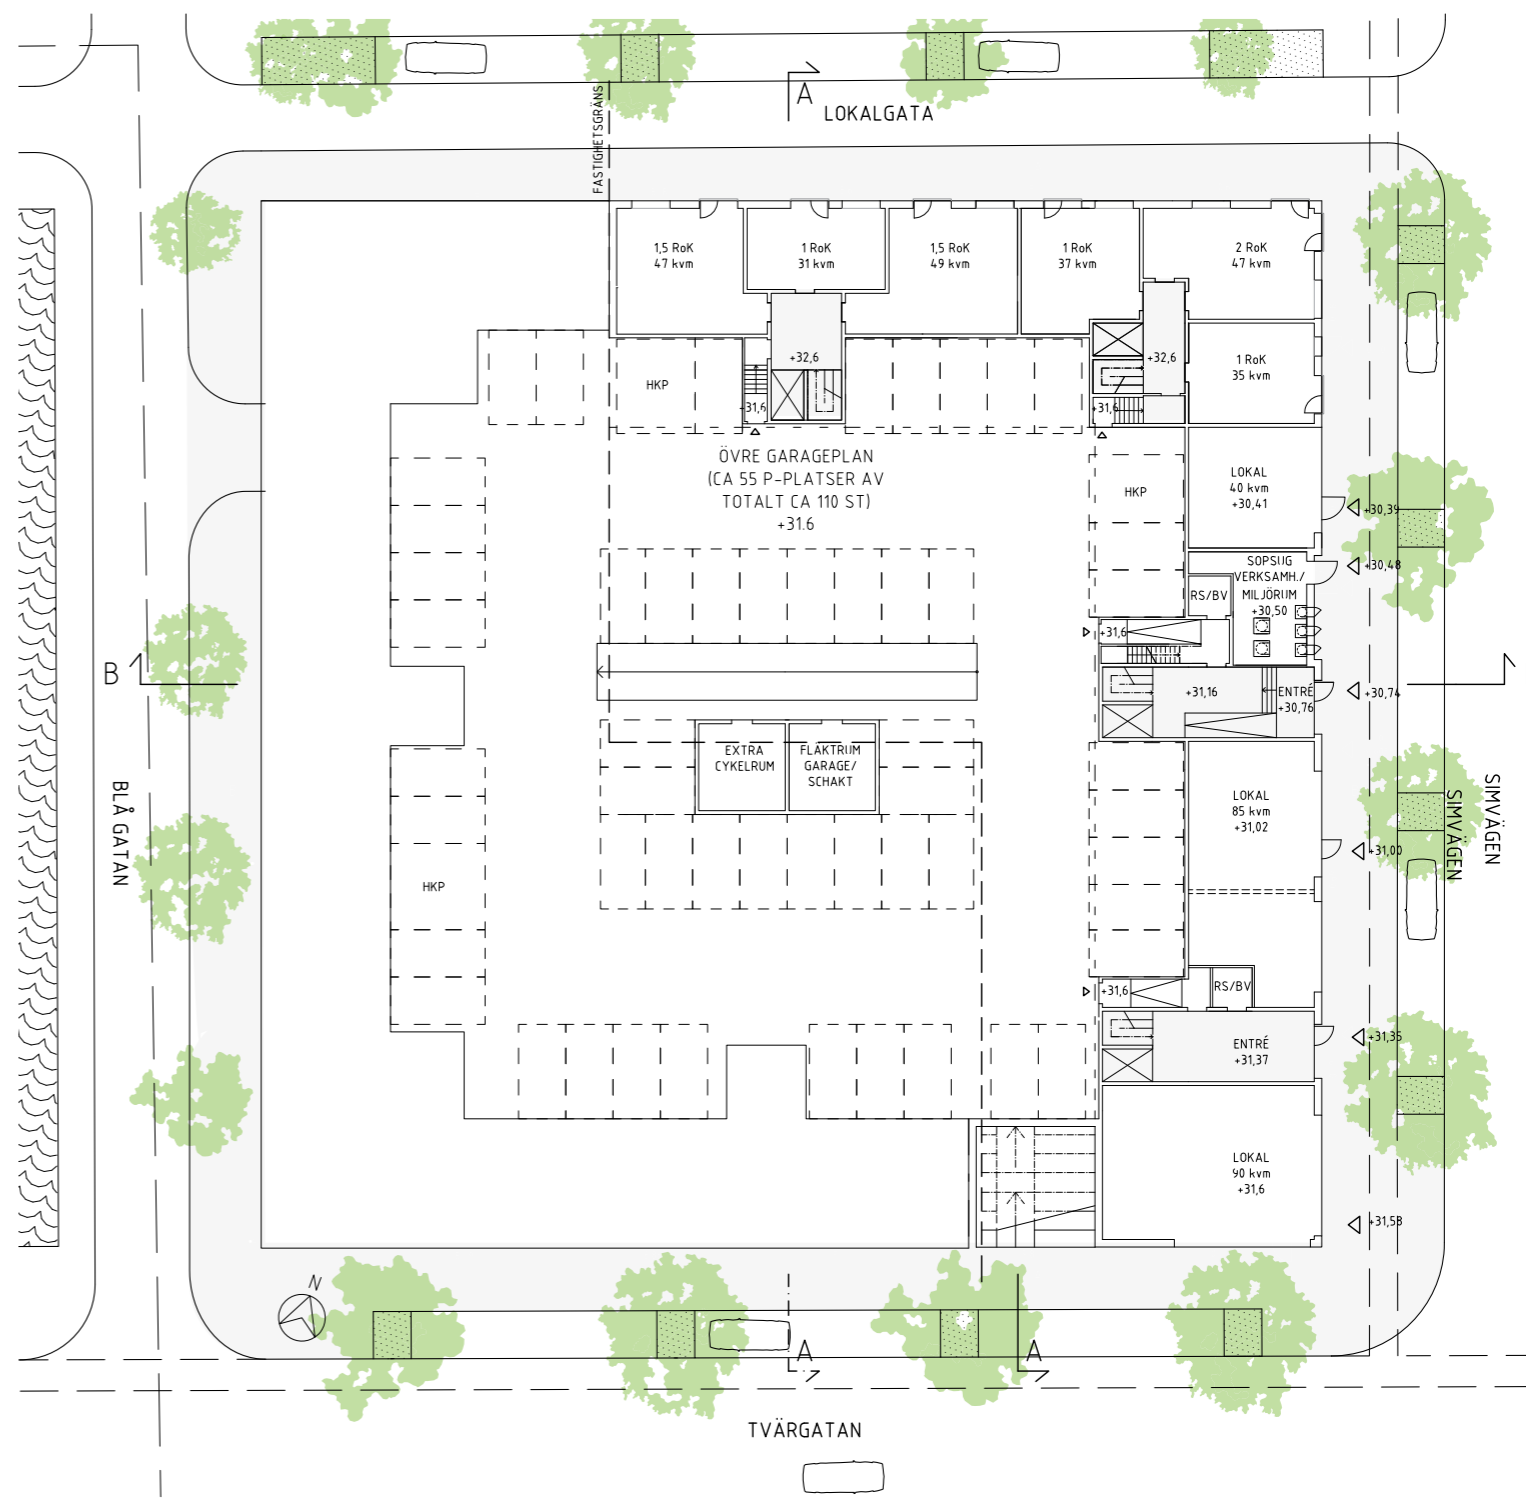 A
LOKALGATA
FASTIGHETSGRÄNS
1,5 RoK
47 kvm
1 RoK
31 kvm
1,5 RoK
49 kvm
1 RoK
37 kvm
2 RoK
47 kvm
+32,6
+32,6
1 RoK
35 kvm
HKP
+31,6
+31,6
ÖVRE GARAGEPLAN
(CA 55 P-PLATSER AV
TOTALT CA 110 ST)
+31.6
HKP
LOKAL
40 kvm
+30,41
+30,39
+30,48
SOPSUG
VERKSAMH./
MILJÖRUM
+30,50
RS/BV
+31,6
B
+31,16
ENTRÉ
+30,76
+30,74
EXTRA
CYKELRUM
FLÄKTRUM
GARAGE/
SCHAKT
BLÅGATAN
LOKAL
85 kvm
+31,02
+31,00
SIMVÄGEN
SIMVÄGEN
HKP
+31,6
RS/BV
ENTRÉ
+31,37
+31,35
LOKAL
90 kvm
+31,6
+31,53
N
A
A
TVÄRGATAN